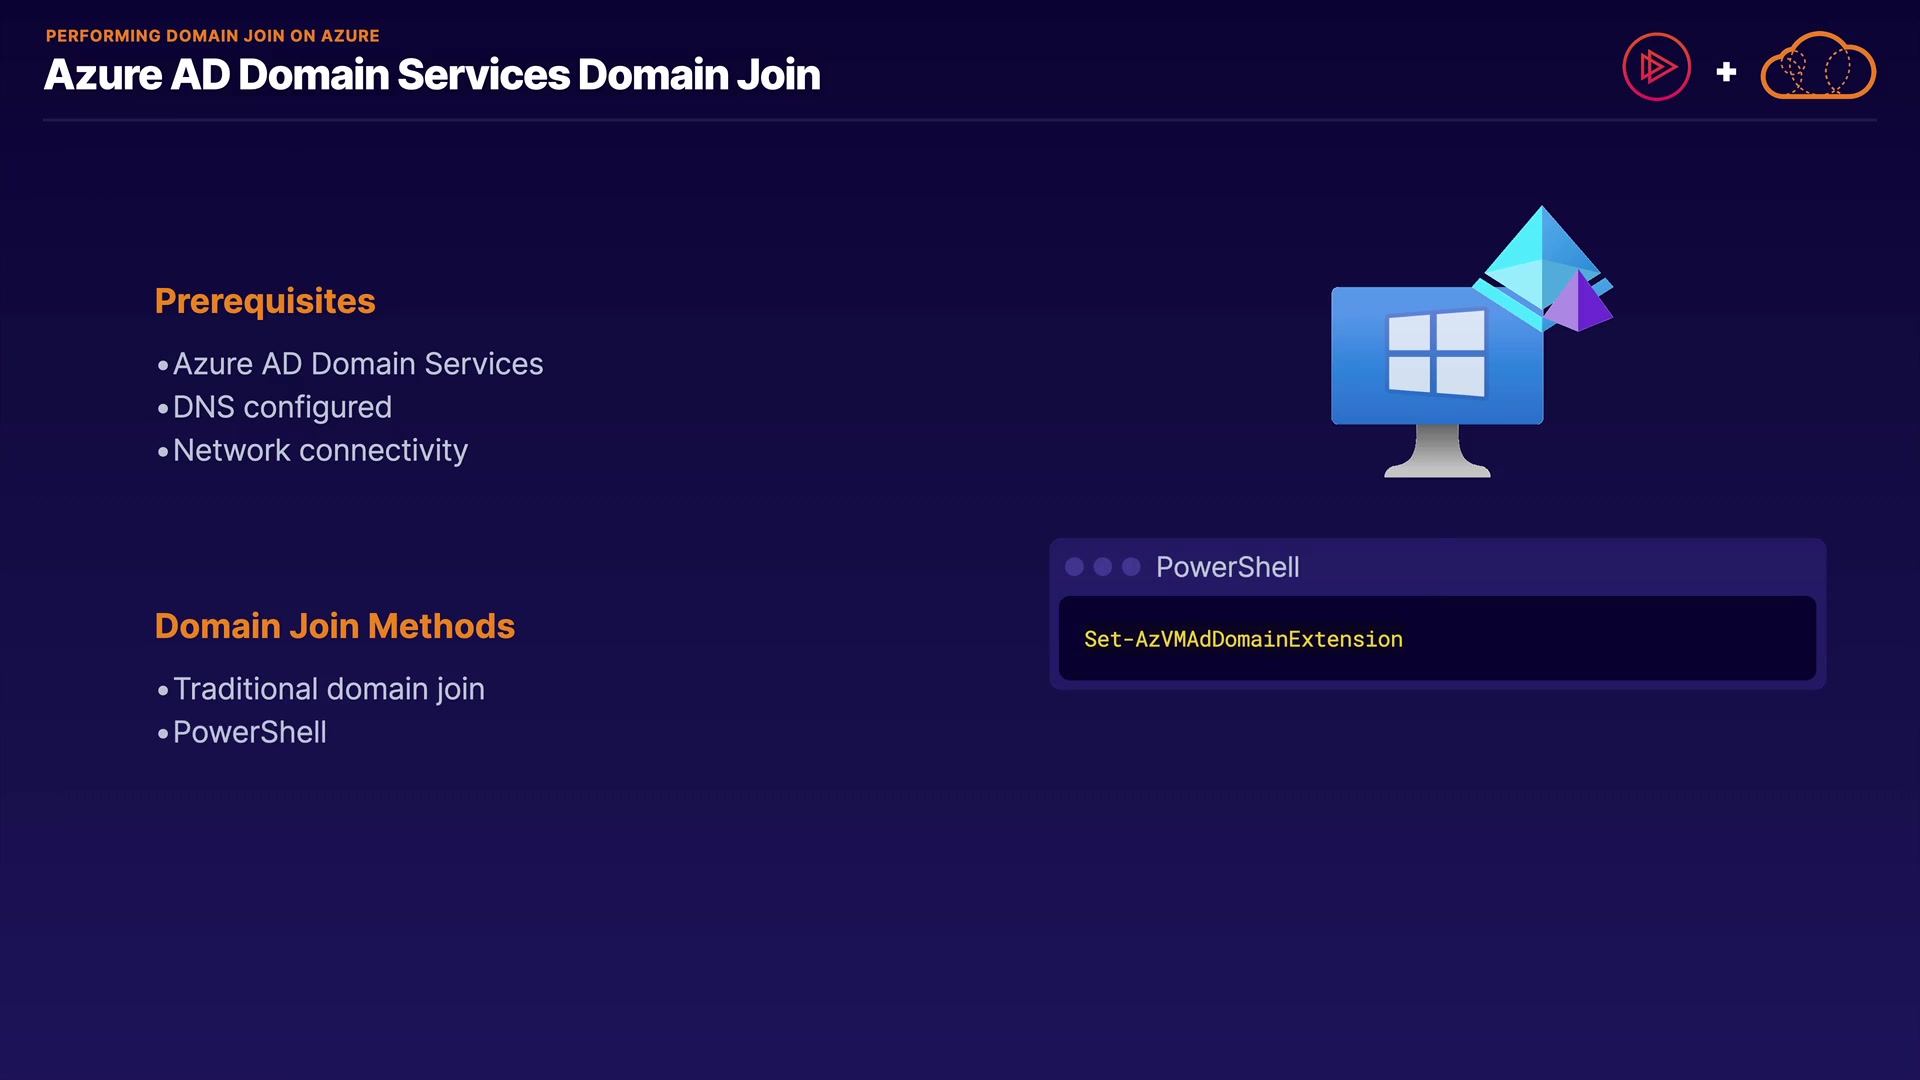 PERFORMING DOMAIN JOIN ON AZURE
Azure AD Domain Services Domain Join
Prerequisites
•Azure AD Domain Services
•DNS configured
•Network connectivity
Domain Join Methods
•Traditional domain join
•PowerShell
PowerShell
Set-AzVMAdDomainExtension